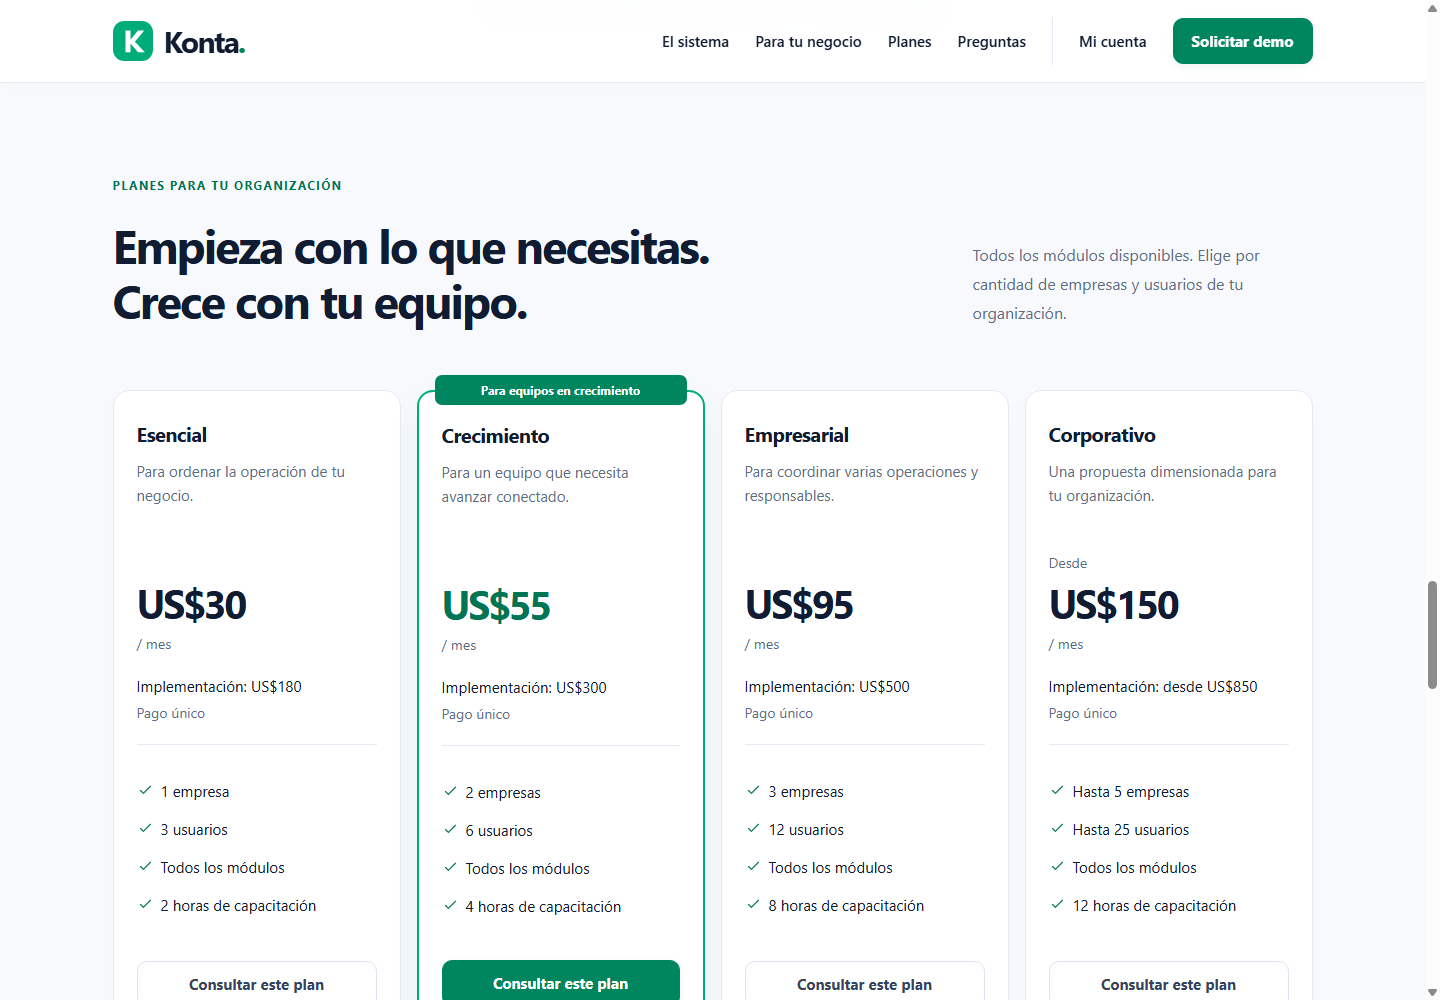 K Konta.
El sistema
Para tu negocio
Planes
Preguntas
Mi cuenta
Solicitar demo
PLANES PARA TU ORGANIZACIÓN
Empieza con lo que necesitas.
Crece con tu equipo.
Todos los módulos disponibles. Elige por
cantidad de empresas y usuarios de tu
organización.
Esencial
Para ordenar la operación de tu
negocio.
US$30
/ mes
Implementación: US$180
Pago único
1 empresa
3 usuarios
Todos los módulos
2 horas de capacitación
Consultar este plan
Para equipos en crecimiento
Crecimiento
Para un equipo que necesita
avanzar conectado.
US$55
/ mes
Implementación: US$300
Pago único
2 empresas
6 usuarios
Todos los módulos
4 horas de capacitación
Consultar este plan
Empresarial
Para coordinar varias operaciones y
responsables.
US$95
/ mes
Implementación: US$500
Pago único
3 empresas
12 usuarios
Todos los módulos
8 horas de capacitación
Consultar este plan
Corporativo
Una propuesta dimensionada para
tu organización.
Desde
US$150
/ mes
Implementación: desde US$850
Pago único
Hasta 5 empresas
Hasta 25 usuarios
Todos los módulos
12 horas de capacitación
Consultar este plan